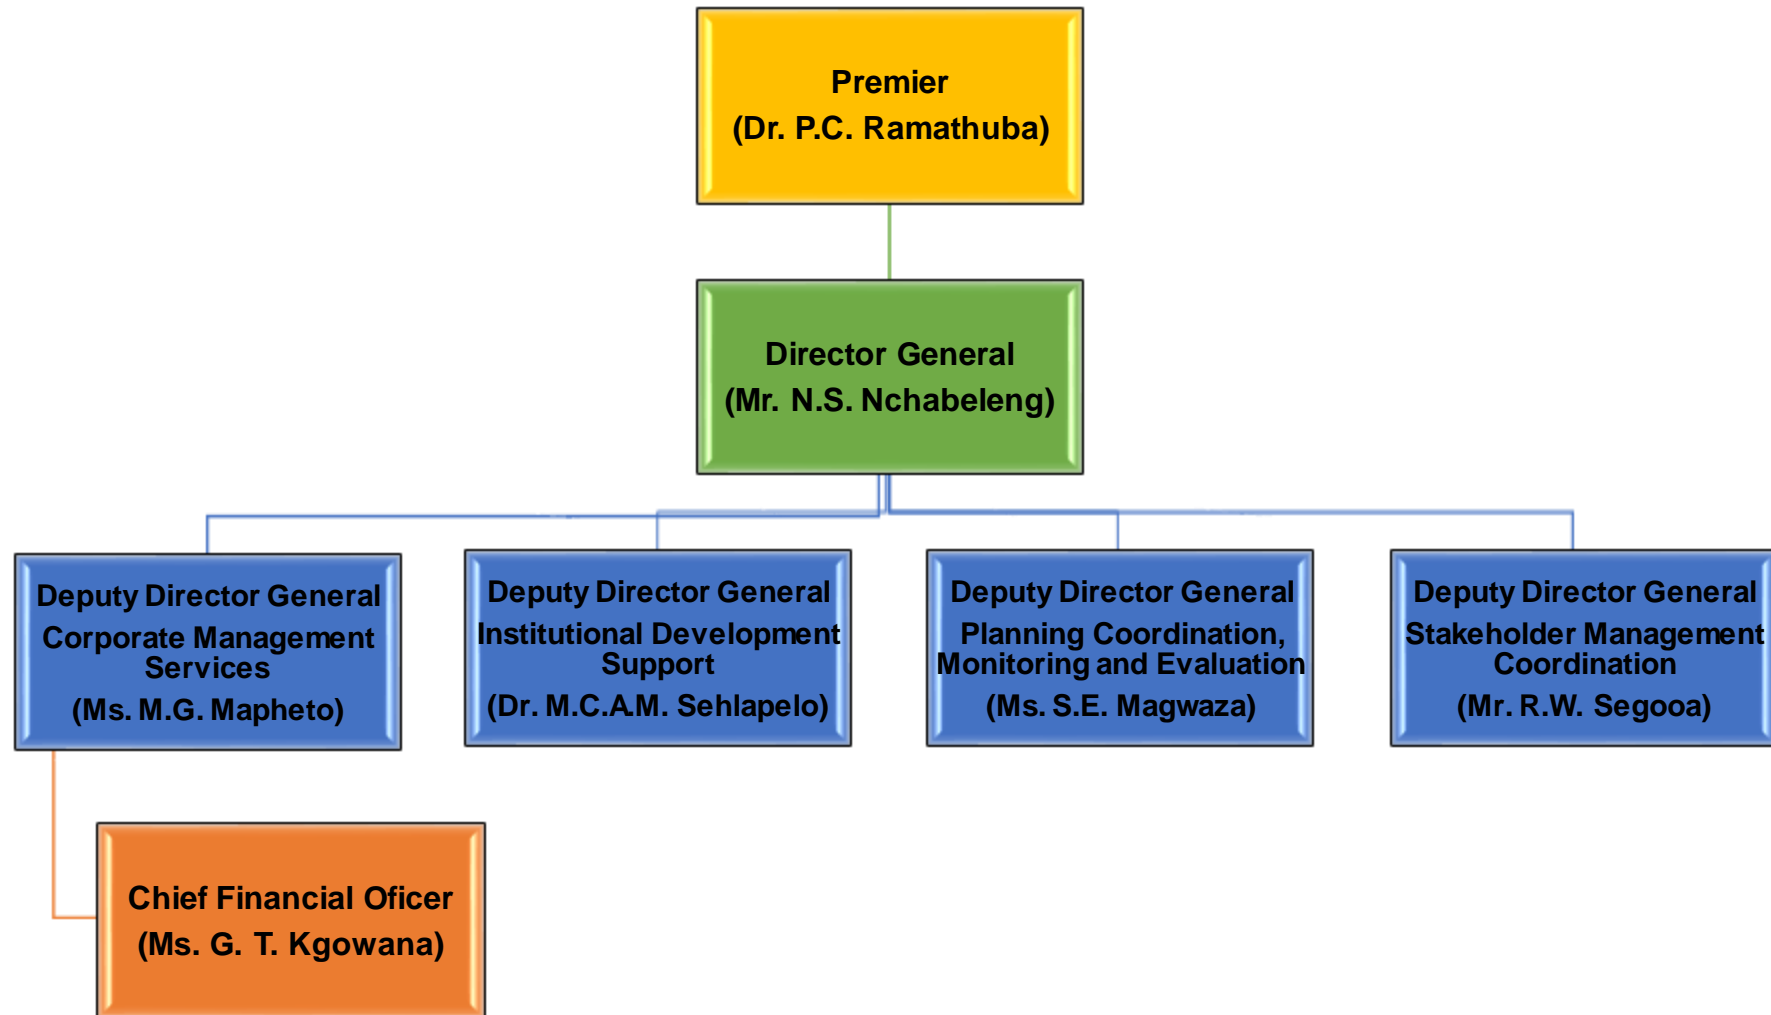 Premier
(Dr. P.C. Ramathuba)
Director General
(Mr. N.S. Nchabeleng)
Deputy Director General
Corporate Management
Services
(Ms. M.G. Mapheto)
Deputy Director General
Institutional Development
Support
(Dr. M.C.A.M. Sehlapelo)
Deputy Director General
Planning Coordination,
Monitoring and Evaluation
(Ms. S.E. Magwaza)
Deputy Director General
Stakeholder Management
Coordination
(Mr. R.W. Segooa)
Chief Financial Oficer
(Ms. G. T. Kgowana)